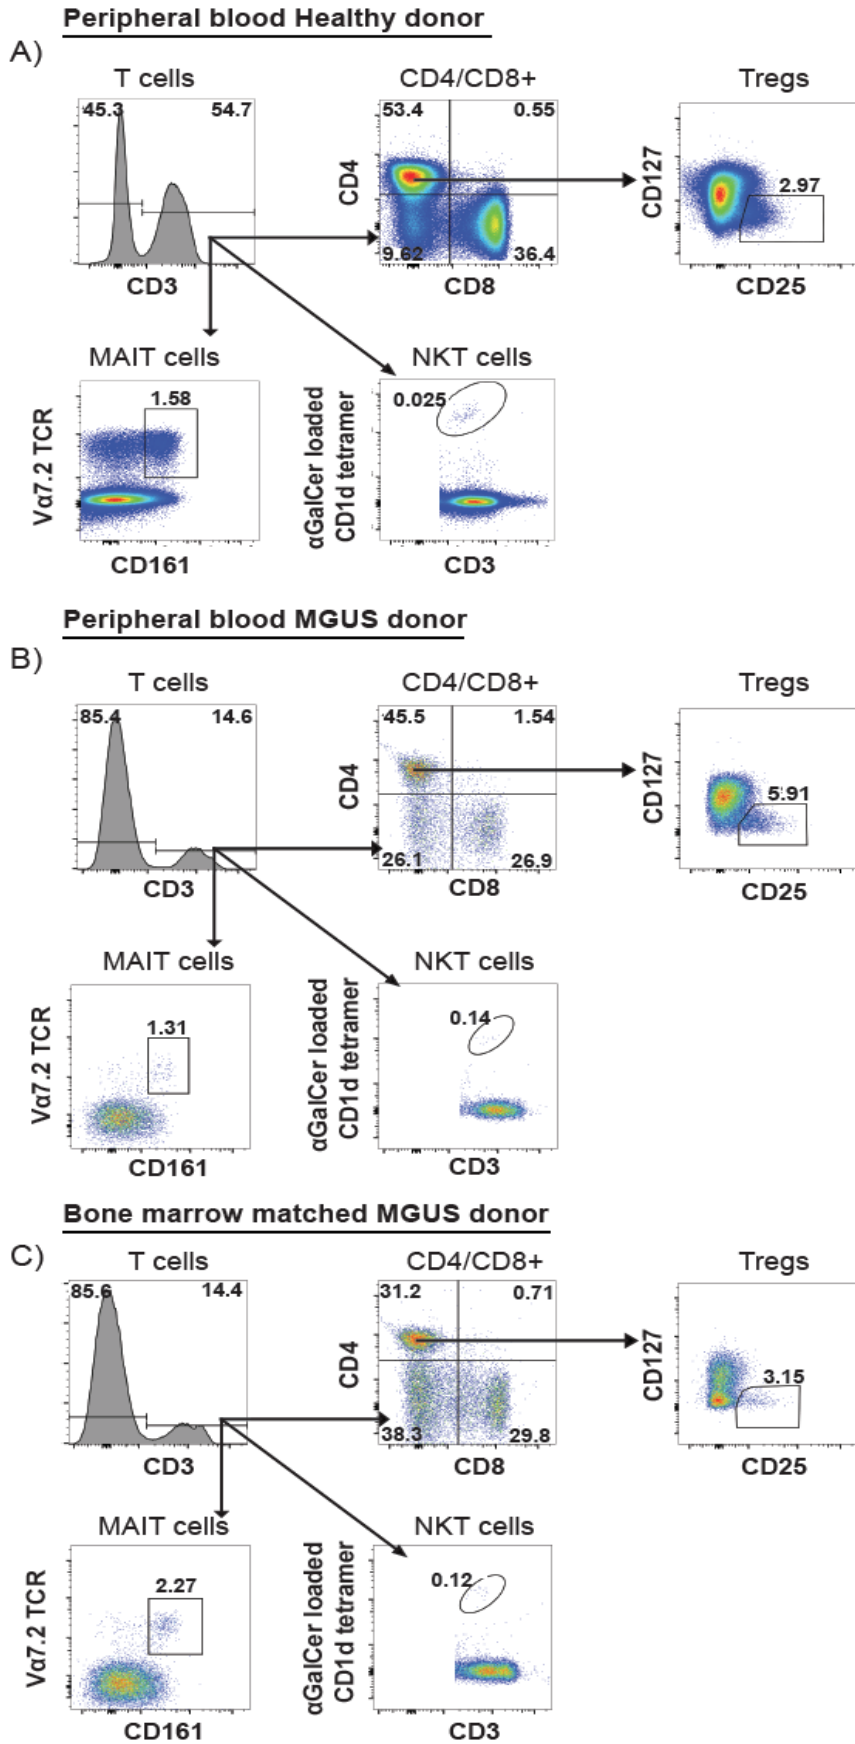 Peripheral blood Healthy donor
A)
T cells
CD4/CD8+
Tregs
45.3
54.7
CD3
53.4
0.55
9.62
36.4
CD4
CD8
CD127
2.97
CD25
MAIT cells
NKT cells
Vα7.2 TCR
1.58
CD161
αGalCer loaded
CD1d tetramer
0.025
CD3
Peripheral blood MGUS donor
B)
T cells
CD4/CD8+
Tregs
85.4
14.6
CD3
45.5
1.54
26.1
26.9
CD4
CD8
CD127
5.91
CD25
MAIT cells
NKT cells
Vα7.2 TCR
1.31
CD161
αGalCer loaded
CD1d tetramer
0.14
CD3
Bone marrow matched MGUS donor
C)
T cells
CD4/CD8+
Tregs
85.6
14.4
CD3
31.2
0.71
38.3
29.8
CD4
CD8
CD127
3.15
CD25
MAIT cells
NKT cells
Vα7.2 TCR
2.27
CD161
αGalCer loaded
CD1d tetramer
0.12
CD3